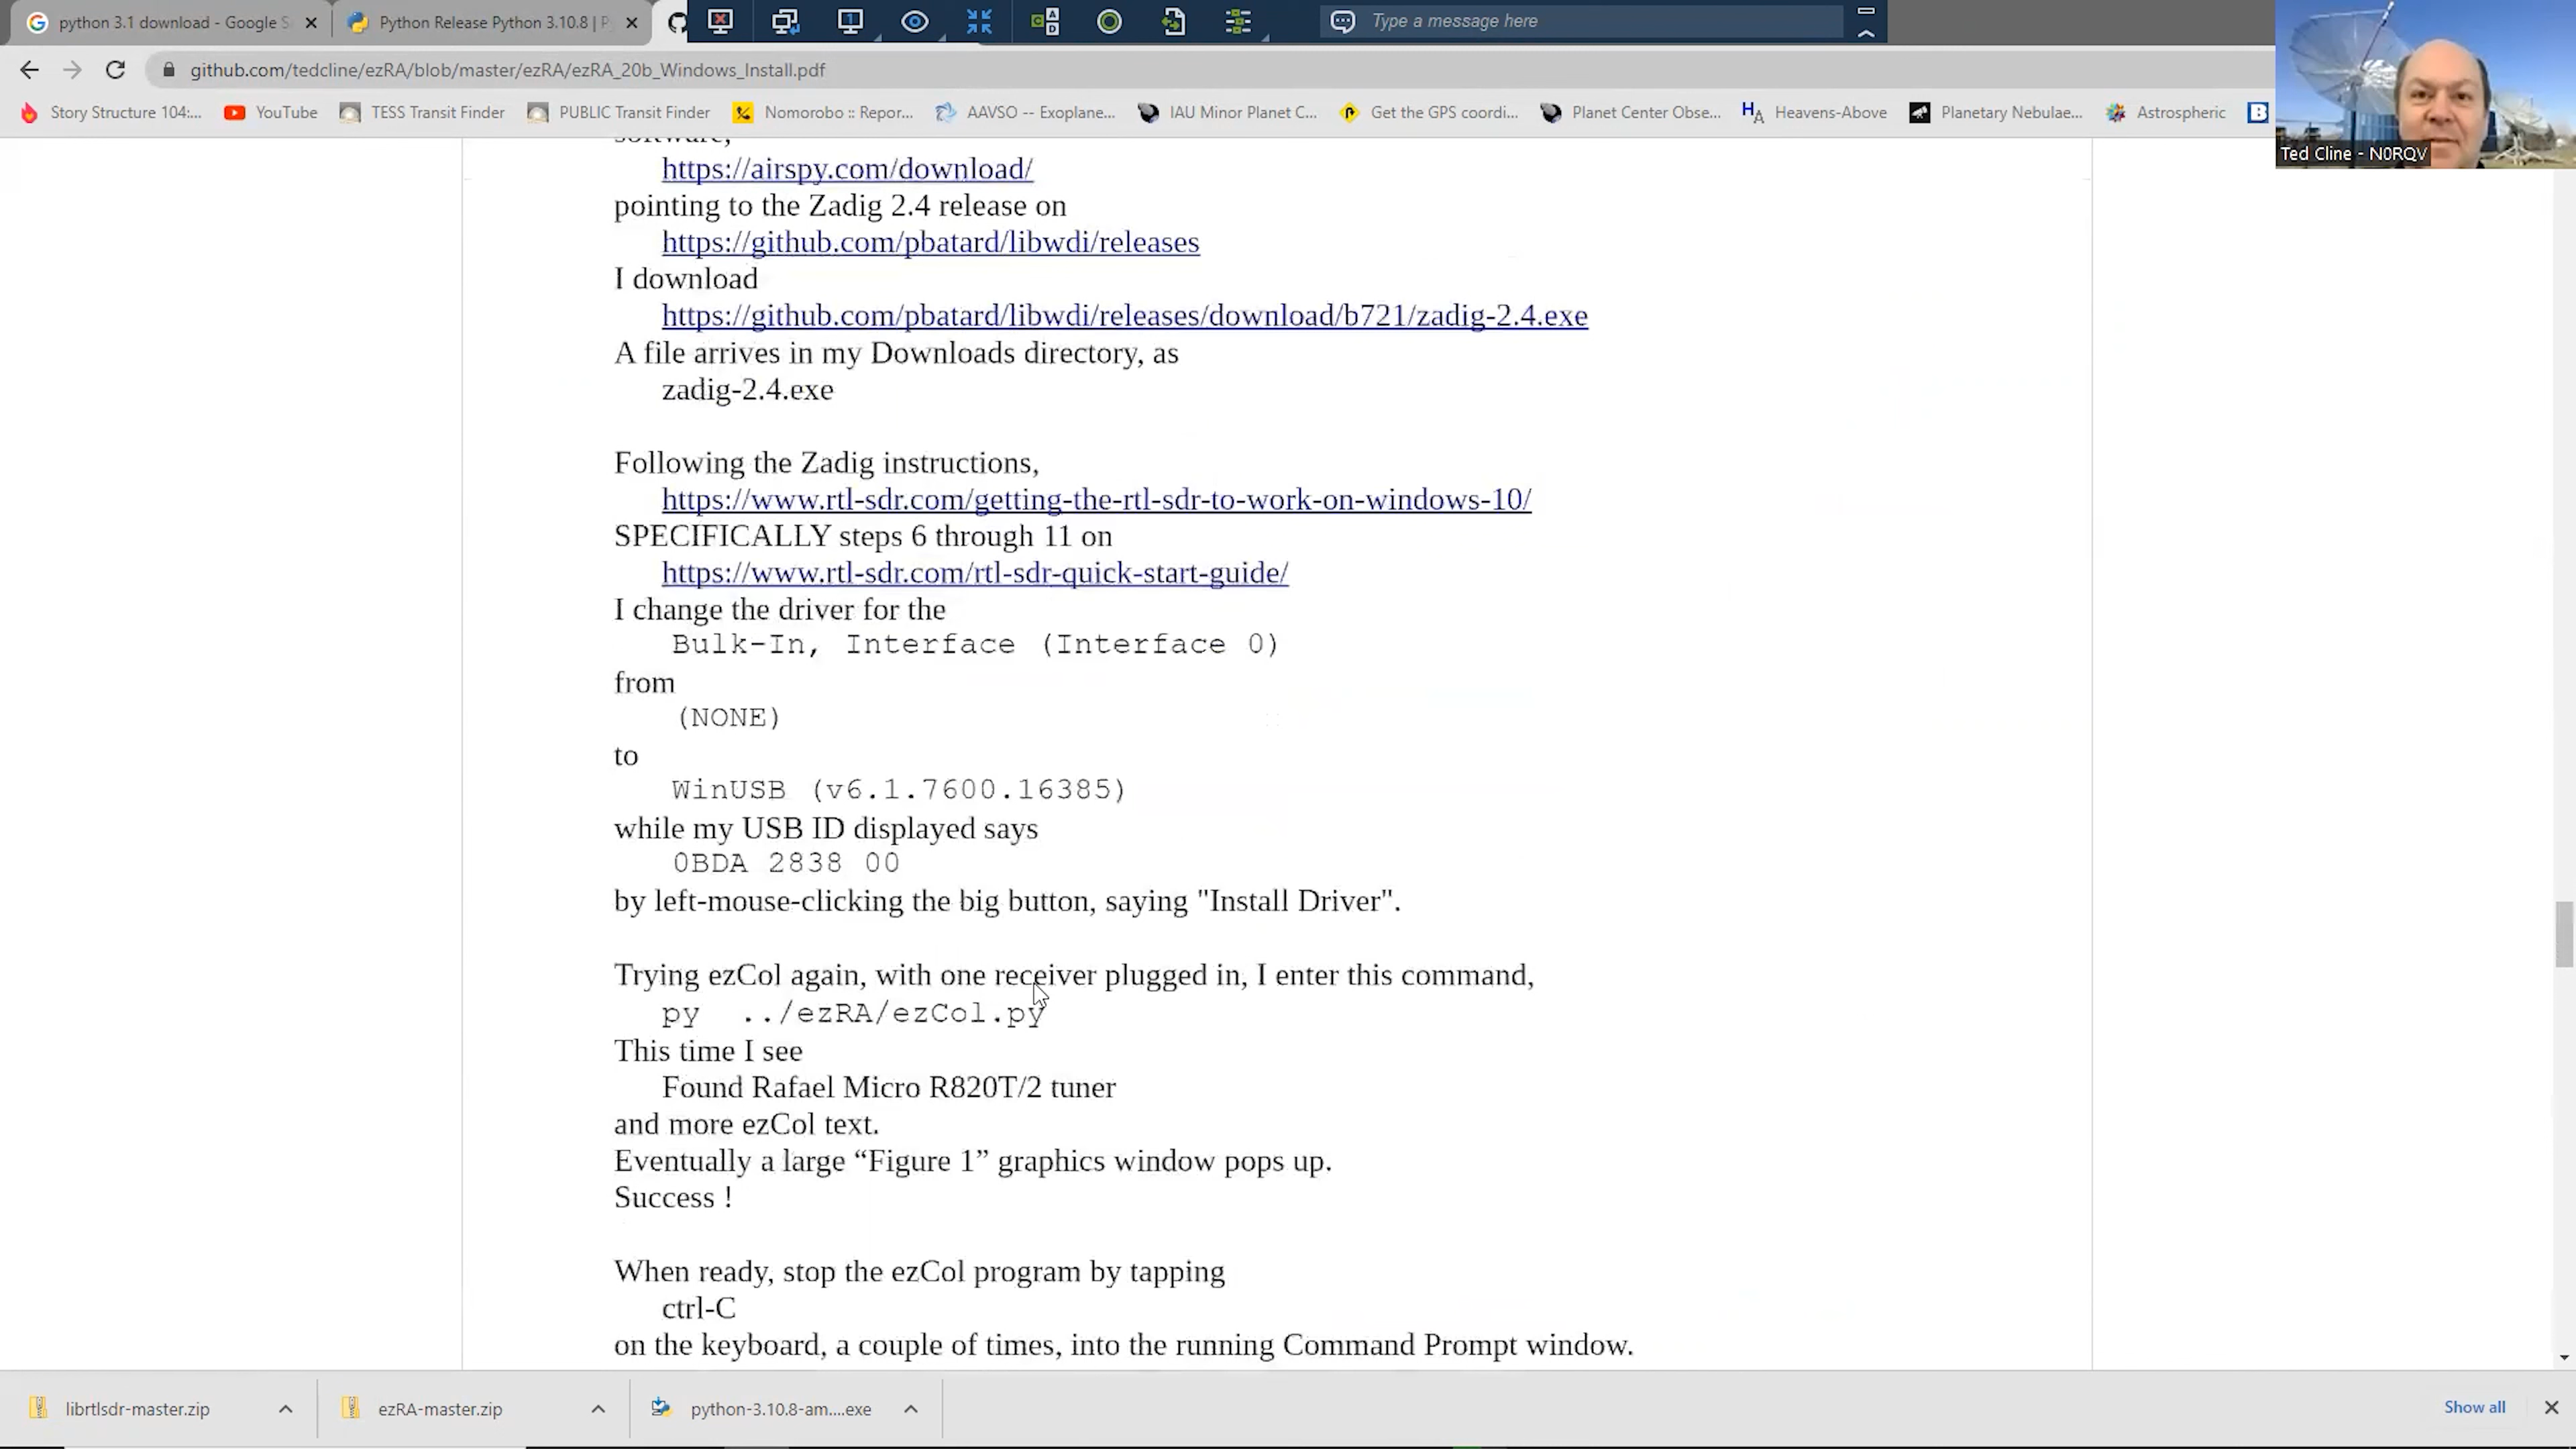 python 3.1 download - Google S
Python Release Python 3.10.8 | P
Type a message here
github.com/tedcline/ezRA/blob/master/ezRA/ezRA_20b_Windows_Install.pdf
Story Structure 104:...
YouTube
TESS Transit Finder
PUBLIC Transit Finder
Nomorobo :: Repor...
AAVSO -- Exoplane...
IAU Minor Planet C...
Get the GPS coordi...
Planet Center Obse...
Heavens-Above
Planetary Nebulae...
Astrospheric
Ted Cline - N0RQV
software,
https://airspy.com/download/
pointing to the Zadig 2.4 release on
https://github.com/pbatard/libwdi/releases
I download
https://github.com/pbatard/libwdi/releases/download/b721/zadig-2.4.exe
A file arrives in my Downloads directory, as
zadig-2.4.exe
Following the Zadig instructions,
https://www.rtl-sdr.com/getting-the-rtl-sdr-to-work-on-windows-10/
SPECIFICALLY steps 6 through 11 on
https://www.rtl-sdr.com/rtl-sdr-quick-start-guide/
I change the driver for the
Bulk-In, Interface (Interface 0)
from
(NONE)
to
WinUSB (v6.1.7600.16385)
while my USB ID displayed says
0BDA 2838 00
by left-mouse-clicking the big button, saying "Install Driver".
Trying ezCol again, with one receiver plugged in, I enter this command,
py ../ezRA/ezCol.py
This time I see
Found Rafael Micro R820T/2 tuner
and more ezCol text.
Eventually a large “Figure 1” graphics window pops up.
Success !
When ready, stop the ezCol program by tapping
ctrl-C
on the keyboard, a couple of times, into the running Command Prompt window.
librtlsdr-master.zip
ezRA-master.zip
python-3.10.8-am....exe
Show all